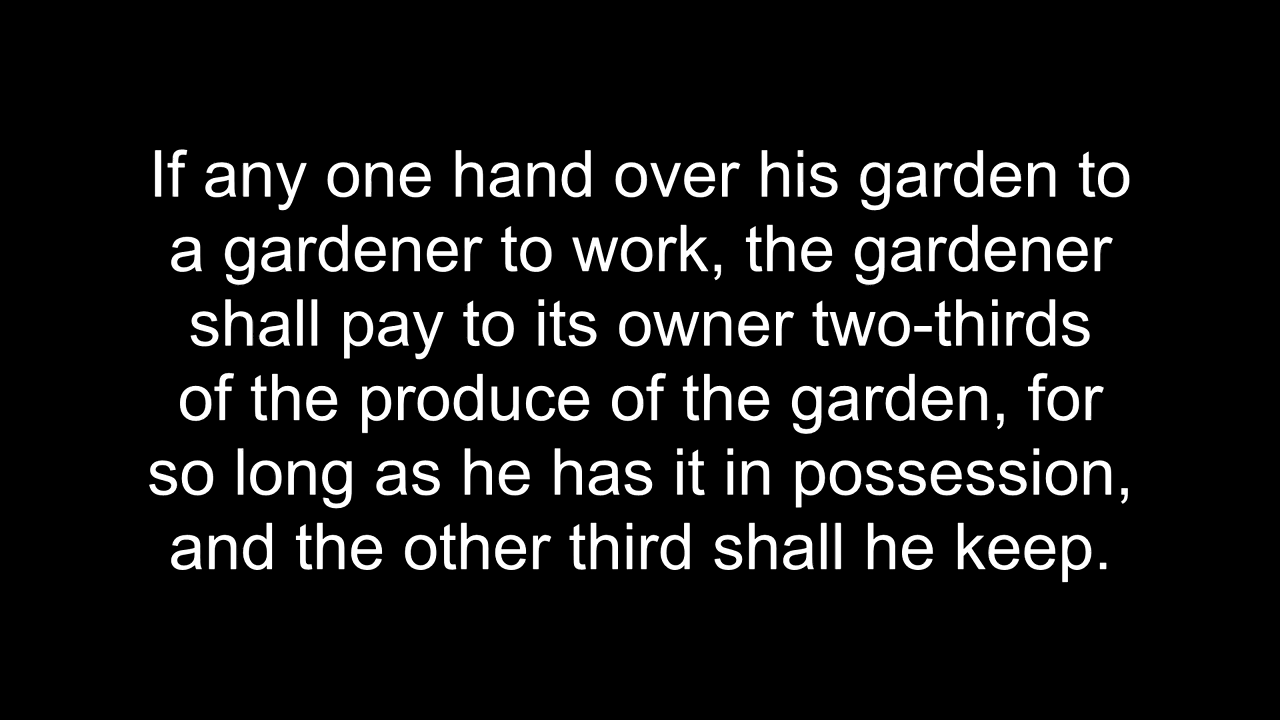 If any one hand over his garden to
a gardener to work, the gardener
shall pay to its owner two-thirds
of the produce of the garden, for
so long as he has it in possession,
and the other third shall he keep.